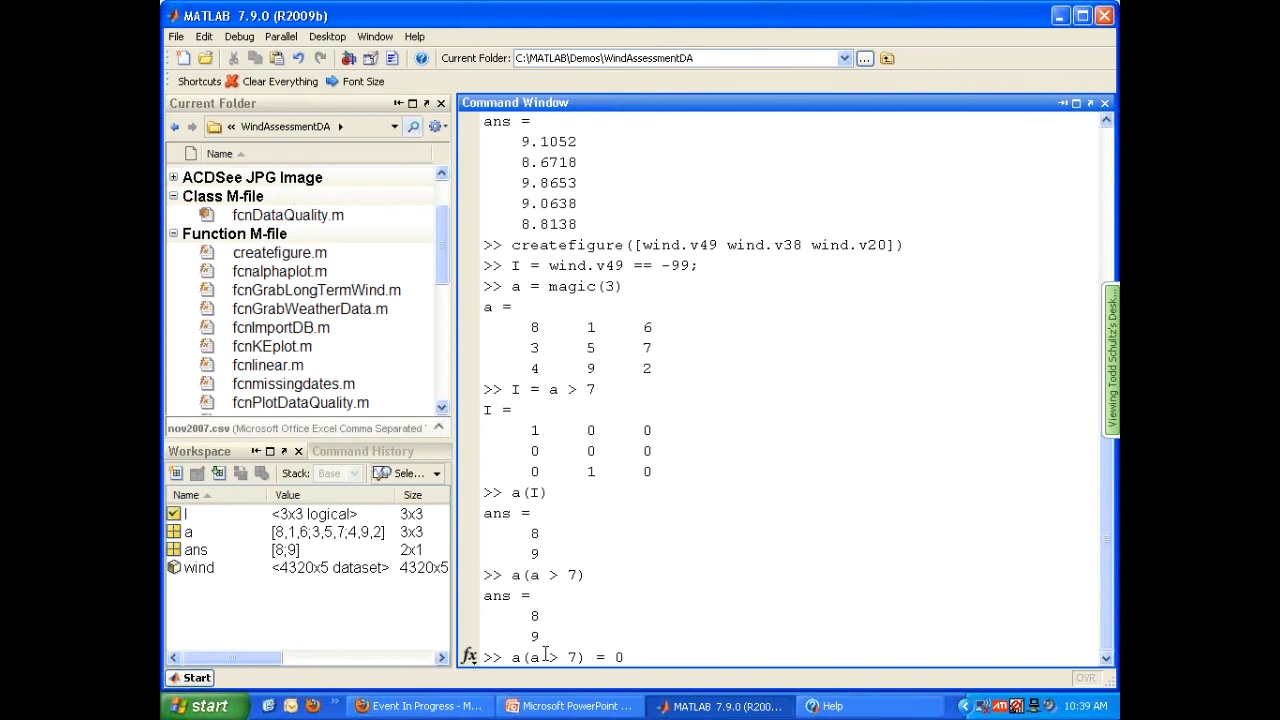 MATLAB 7.9.0 (R2009b)
File Edit Debug Parallel Desktop Window Help
Current Folder: C:\MATLAB\Demos\WindAssessmentDA ...
Shortcuts Clear Everything Font Size
Current Folder
« WindAssessmentDA
Name
ACDSee JPG Image
Class M-file
fcnDataQuality.m
Function M-file
createfigure.m
fcnalphaplot.m
fcnGrabLongTermWind.m
fcnGrabWeatherData.m
fcnImportDB.m
fcnKEplot.m
fcnlinear.m
fcnmissingdates.m
fcnPlotDataQuality.m
nov2007.csv (Microsoft Office Excel Comma Separated
Workspace Command History
Stack: Base Sele...
Name Value Size
I <3x3 logical> 3x3
a [8,1,6;3,5,7;4,9,2] 3x3
ans [8;9] 2x1
wind <4320x5 dataset> 4320x5
Command Window
ans =
9.1052
8.6718
9.8653
9.0638
8.8138
>> createfigure([wind.v49 wind.v38 wind.v20])
>> I = wind.v49 == -99;
>> a = magic(3)
a =
8 1 6
3 5 7
4 9 2
>> I = a > 7
I =
1 0 0
0 0 0
0 1 0
>> a(I)
ans =
8
9
>> a(a > 7)
ans =
8
9
fx >> a(a > 7) = 0
Viewing Todd Schultz's Desk...
Start
OVR
start
Event In Progress - M...
Microsoft PowerPoint ...
MATLAB 7.9.0 (R200...
Help
ATI
10:39 AM